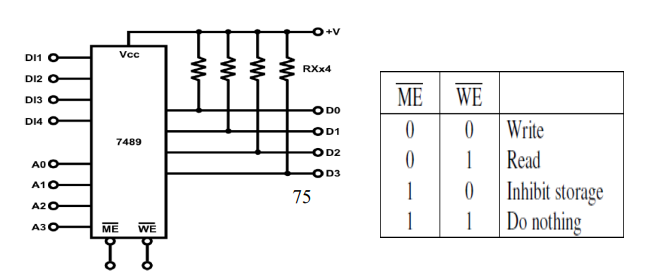 +V
Vcc
DI1
DI2
RXx4
DI3
D0
DI4
D1
7489
D2
A0
D3
A1
75
A2
A3
ME WE
ME WE
0 0 Write
0 1 Read
1 0 Inhibit storage
1 1 Do nothing